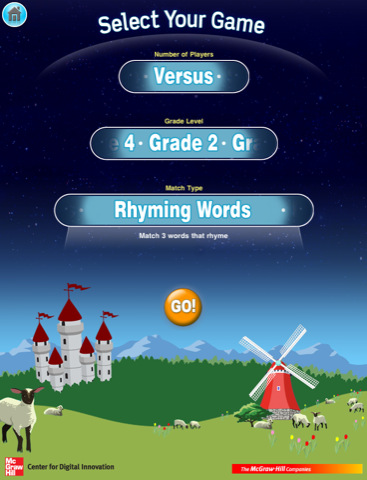 Select Your Game
Number of Players
Versus
Grade Level
e 4 · Grade 2 · Gra
Match Type
Rhyming Words
Match 3 words that rhyme
GO!
Mc
Graw
Hill
Center for Digital Innovation
The McGraw·Hill Companies